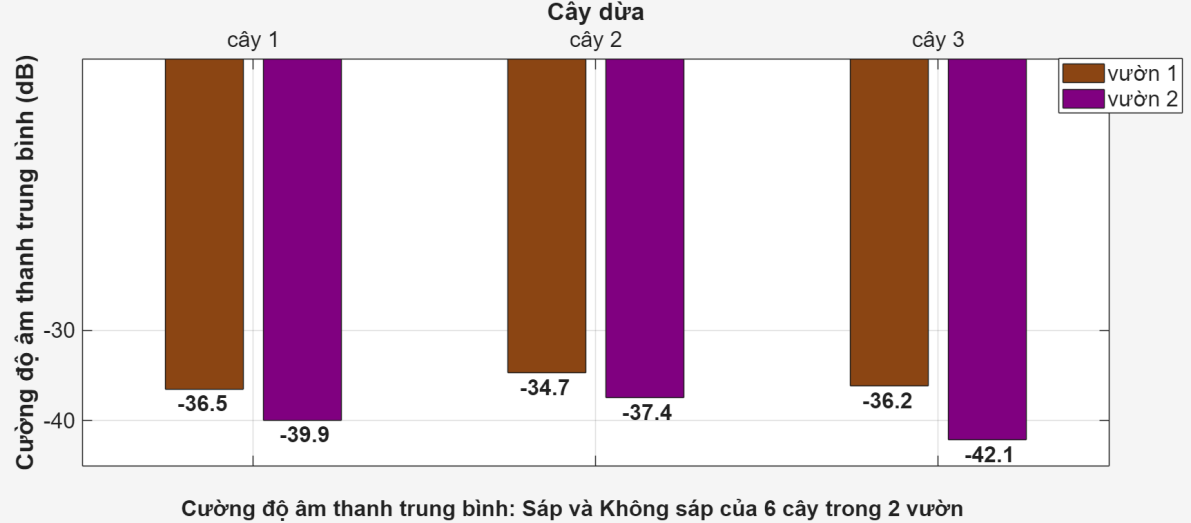 Cây dừa
cây 1
cây 2
cây 3
vườn 1
vườn 2
Cường độ âm thanh trung bình (dB)
-30
-40
-36.5
-39.9
-34.7
-37.4
-36.2
-42.1
Cường độ âm thanh trung bình: Sáp và Không sáp của 6 cây trong 2 vườn